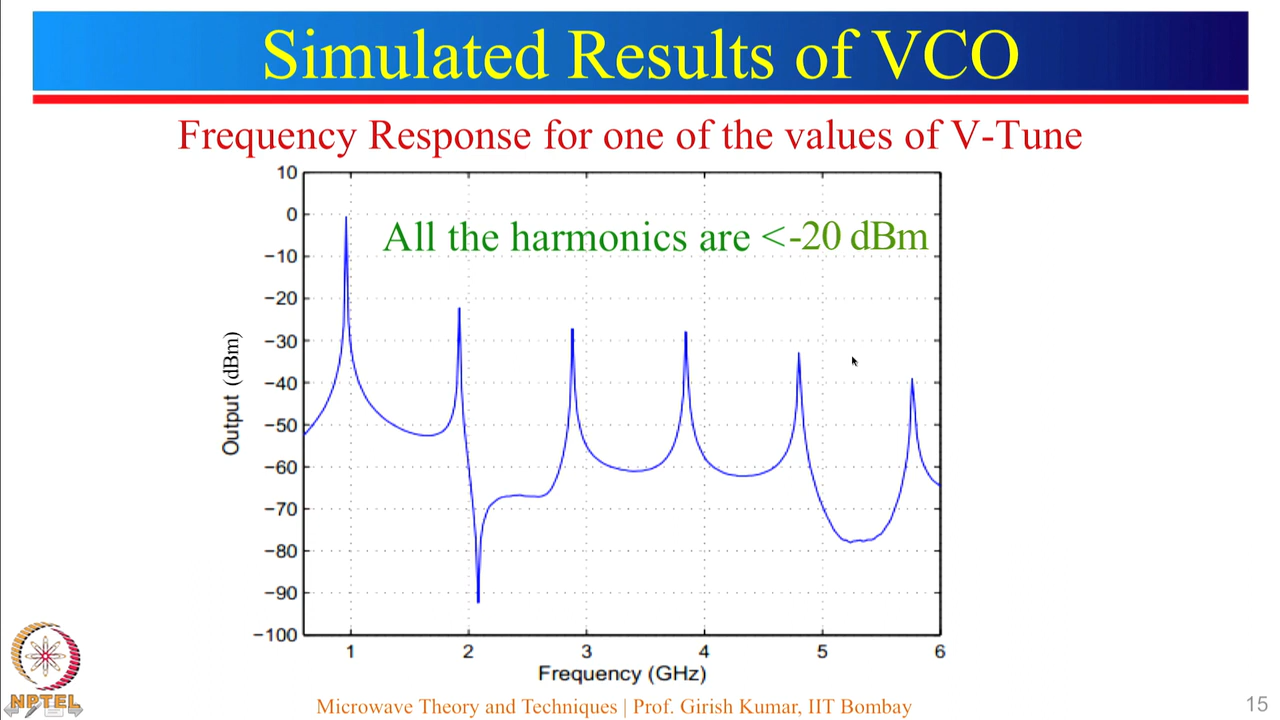 Simulated Results of VCO
Frequency Response for one of the values of V-Tune
All the harmonics are <-20 dBm
10
0
−10
−20
−30
−40
−50
−60
−70
−80
−90
−100
Output (dBm)
1 2 3 4 5 6
Frequency (GHz)
NPTEL
Microwave Theory and Techniques | Prof. Girish Kumar, IIT Bombay
15